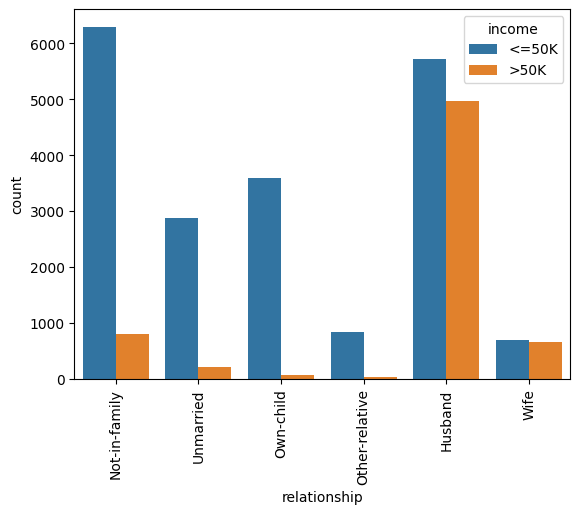 income
<=50K
>50K
6000
5000
4000
3000
2000
1000
0
count
Not-in-family
Unmarried
Own-child
Other-relative
Husband
Wife
relationship